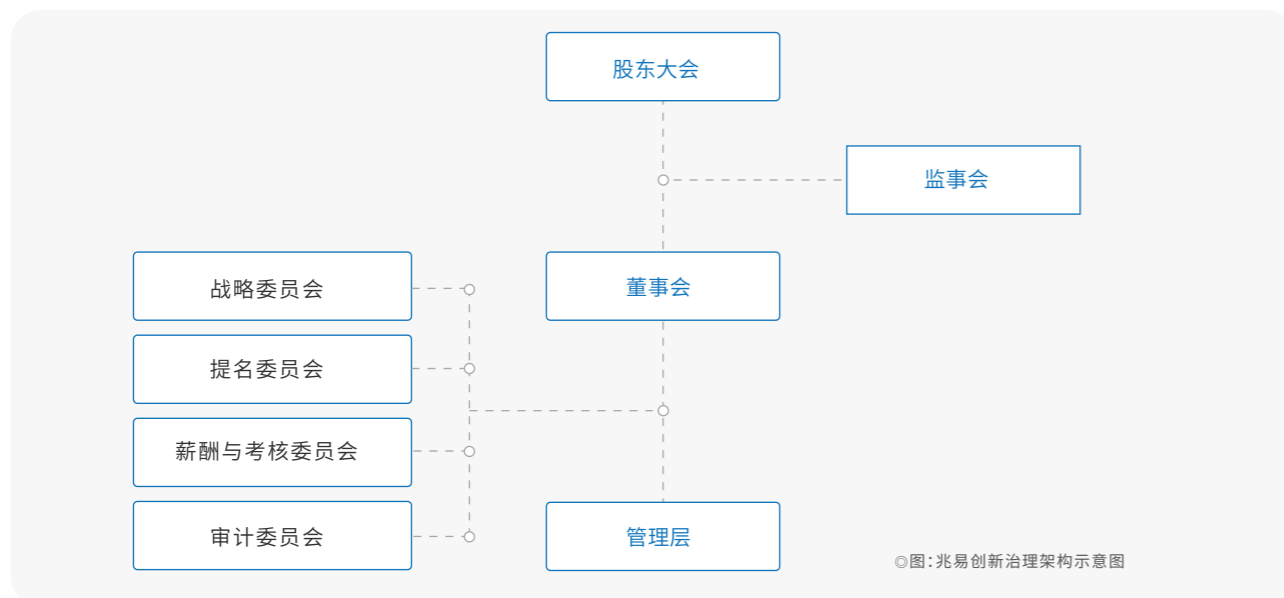 股东大会
监事会
董事会
战略委员会
提名委员会
薪酬与考核委员会
审计委员会
管理层
◎图:兆易创新治理架构示意图